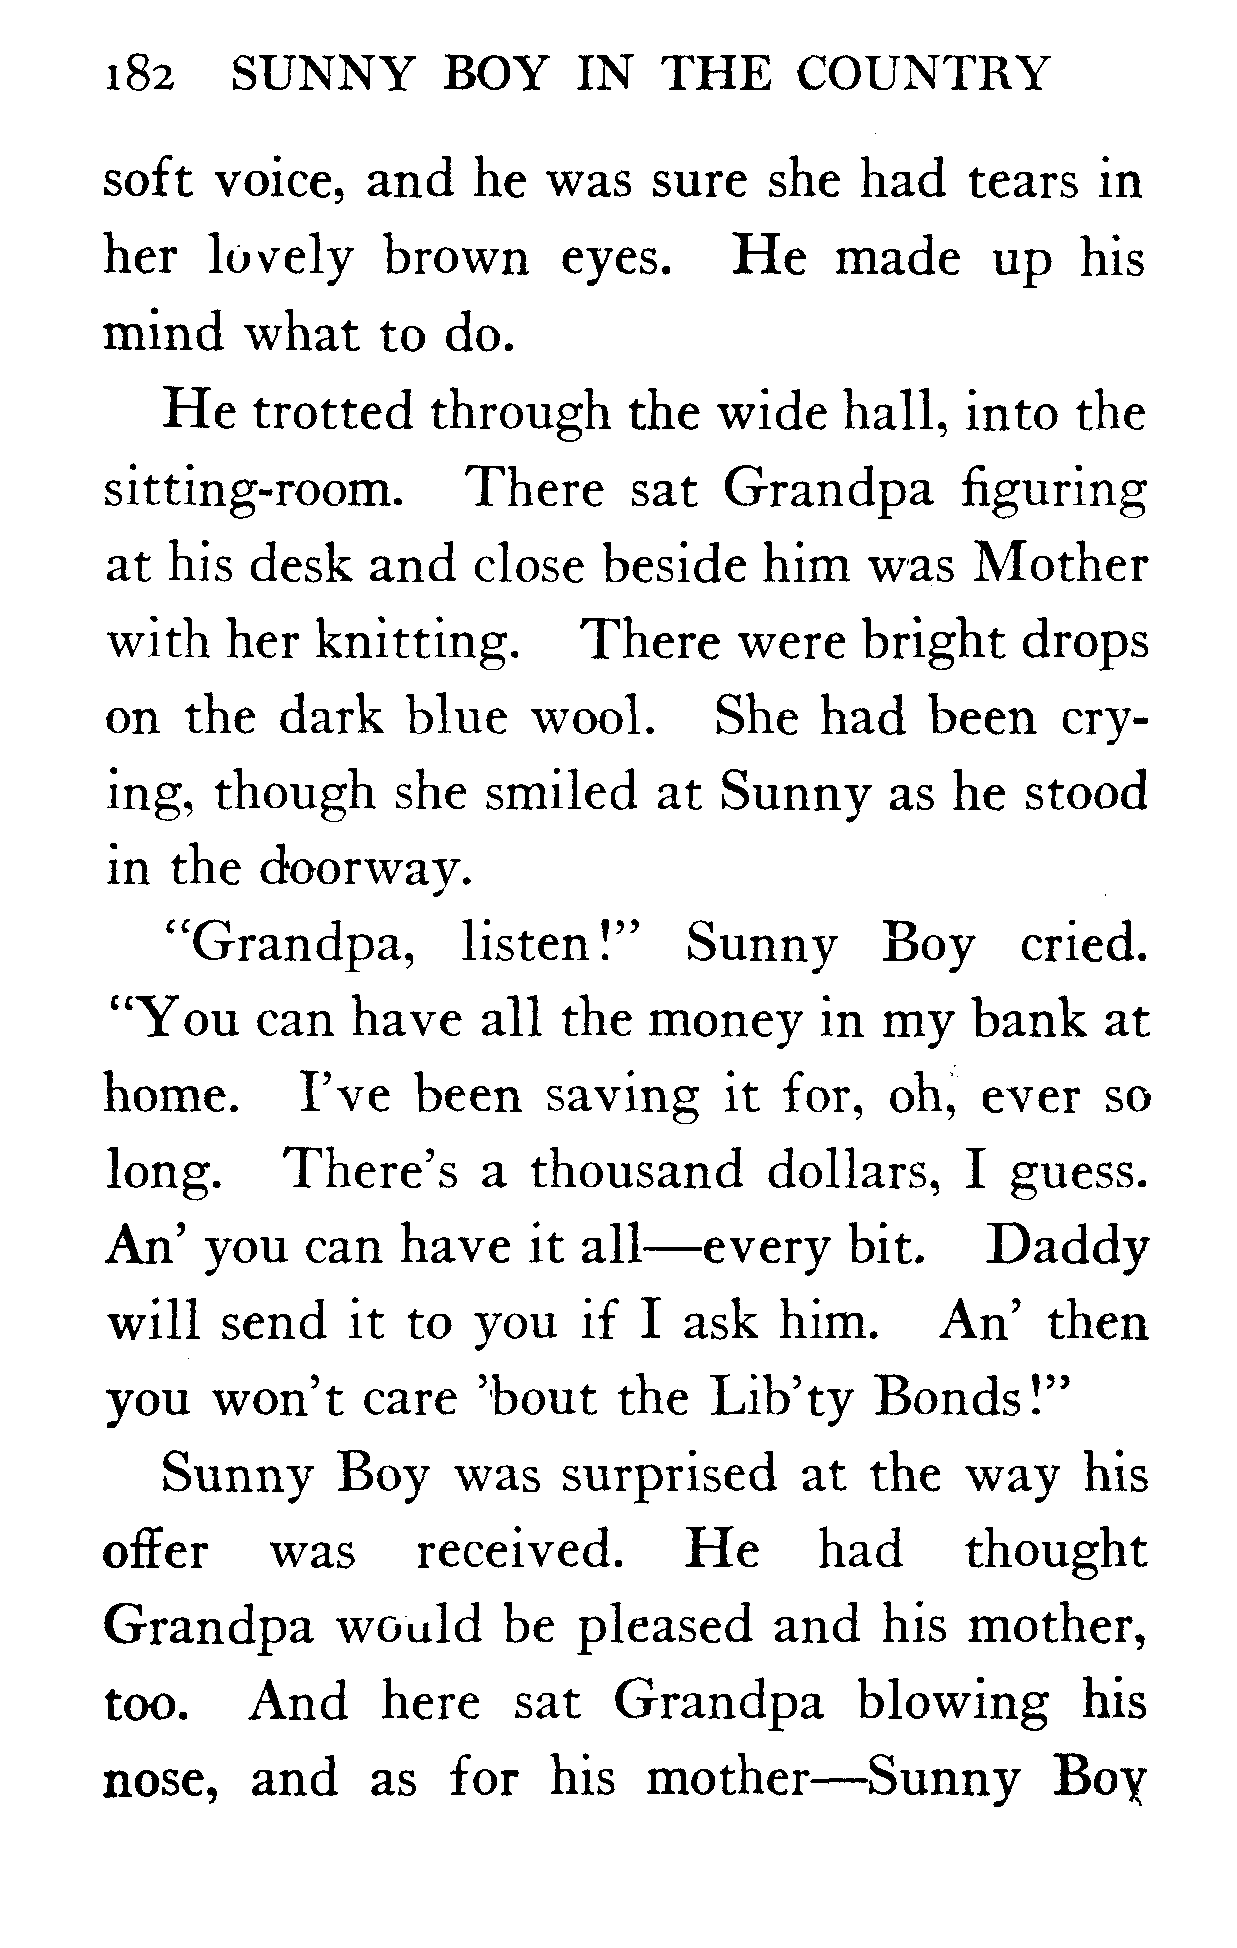 182 SUNNY BOY IN THE COUNTRY
soft voice, and he was sure she had tears in
her lovely brown eyes. He made up his
mind what to do.
He trotted through the wide hall, into the
sitting-room. There sat Grandpa figuring
at his desk and close beside him was Mother
with her knitting. There were bright drops
on the dark blue wool. She had been cry-
ing, though she smiled at Sunny as he stood
in the doorway.
“Grandpa, listen!” Sunny Boy cried.
“You can have all the money in my bank at
home. I’ve been saving it for, oh, ever so
long. There’s a thousand dollars, I guess.
An’ you can have it all—every bit. Daddy
will send it to you if I ask him. An’ then
you won’t care ’bout the Lib’ty Bonds!”
Sunny Boy was surprised at the way his
offer was received. He had thought
Grandpa would be pleased and his mother,
too. And here sat Grandpa blowing his
nose, and as for his mother—Sunny Boy